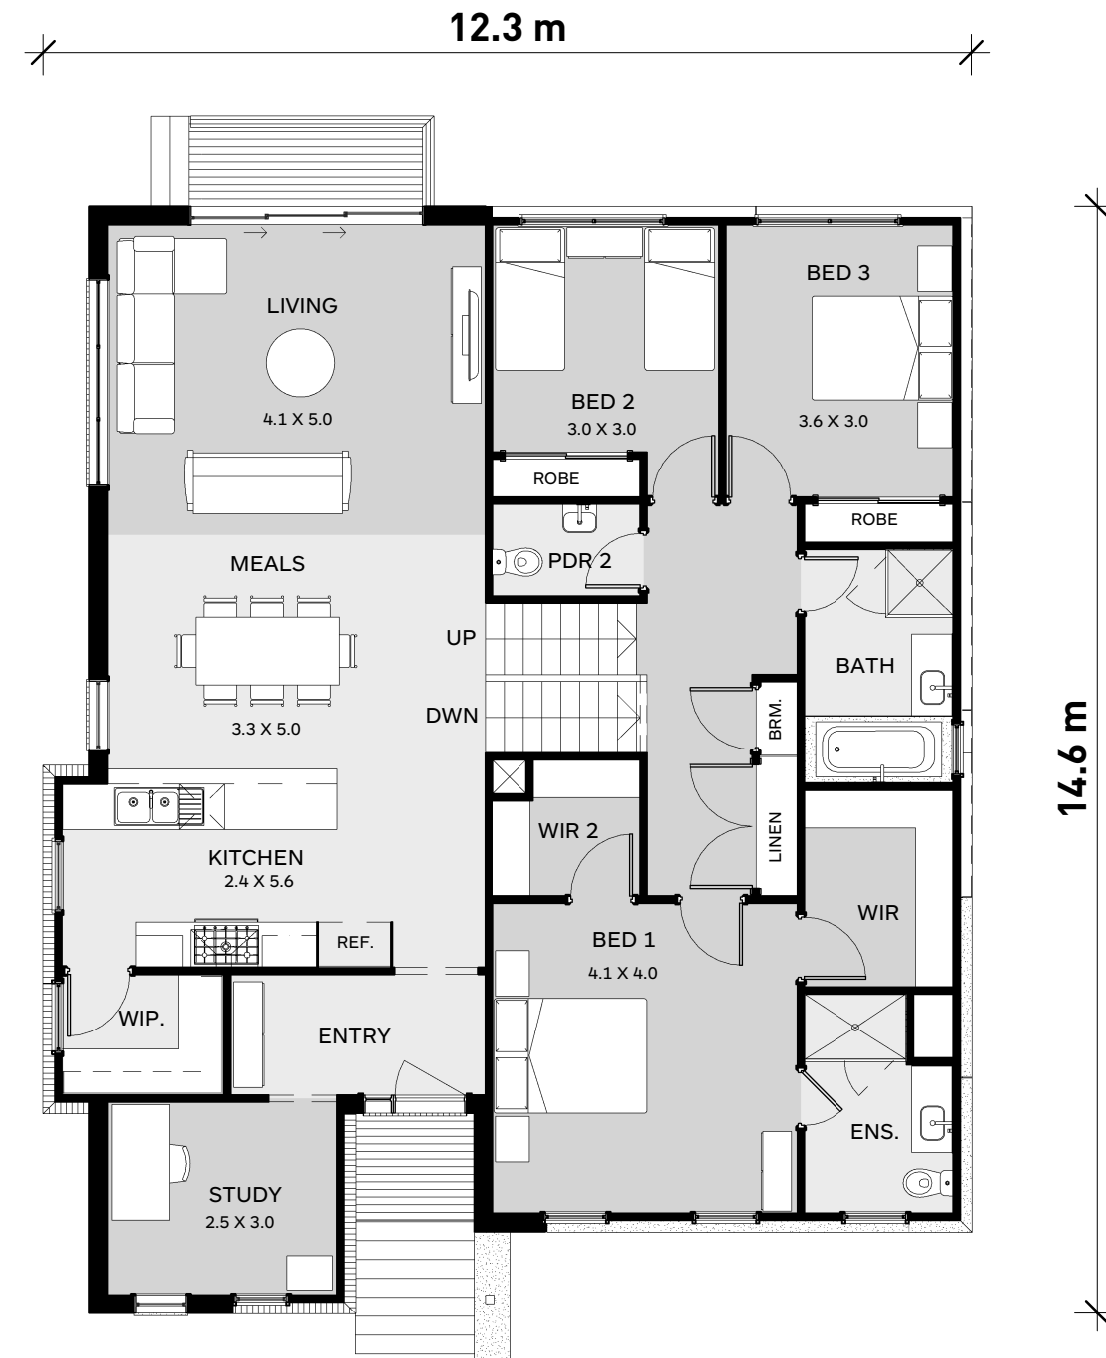 12.3 m
LIVING
4.1 X 5.0
BED 2
3.0 X 3.0
BED 3
3.6 X 3.0
ROBE
ROBE
MEALS
3.3 X 5.0
PDR 2
UP
DWN
BATH
BRM.
LINEN
14.6 m
KITCHEN
2.4 X 5.6
REF.
WIR 2
WIR
BED 1
4.1 X 4.0
WIP.
ENTRY
ENS.
STUDY
2.5 X 3.0